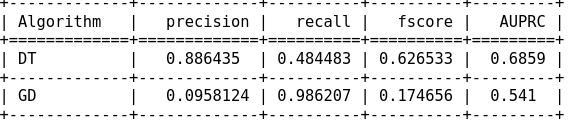 +-------------+-------------+----------+----------+---------+
| Algorithm   |   precision |   recall |   fscore |   AUPRC |
+=============+=============+==========+==========+=========+
| DT          |   0.886435  | 0.484483 | 0.626533 |  0.6859 |
+-------------+-------------+----------+----------+---------+
| GD          |   0.0958124 | 0.986207 | 0.174656 |  0.541  |
+-------------+-------------+----------+----------+---------+